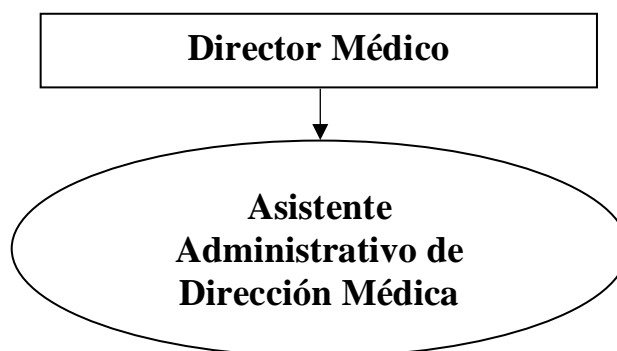 Director Médico
Asistente
Administrativo de
Dirección Médica